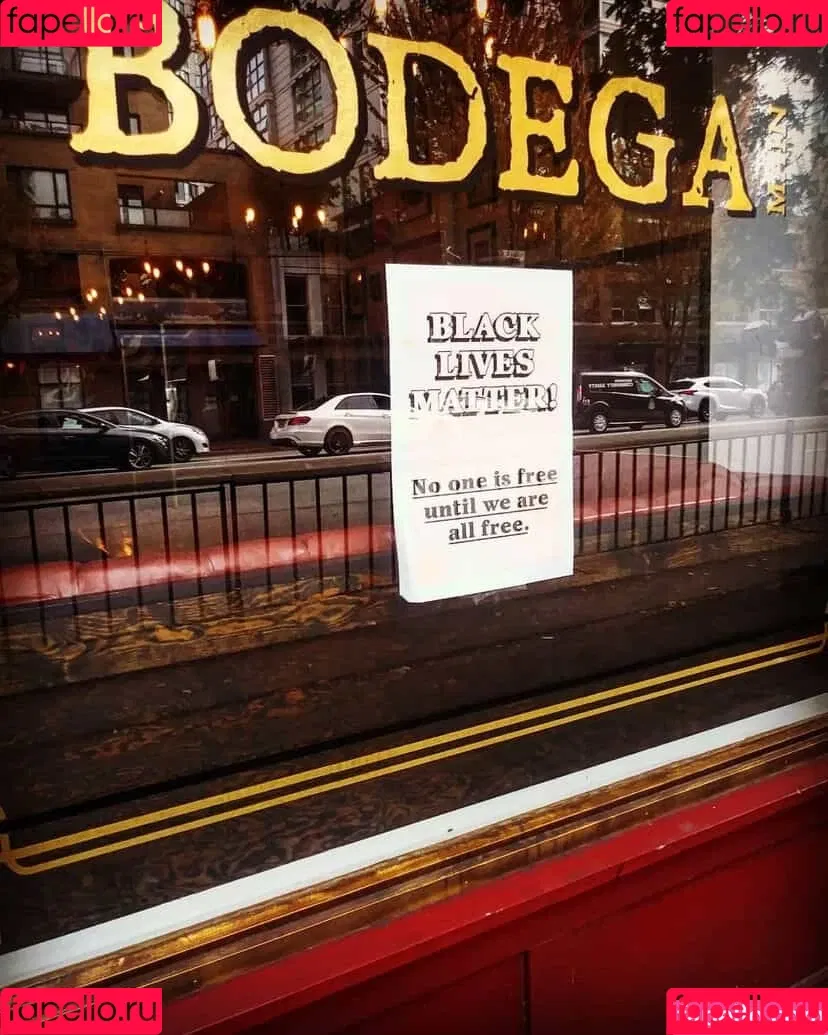 fapello.ru
fapello.ru
BODEGA
MAIN
BLACK
LIVES
MATTER!
No one is free
until we are
all free.
fapello.ru
fapello.ru